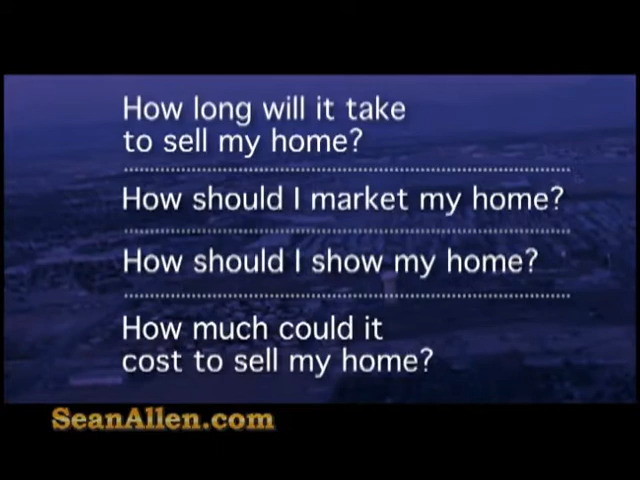 How long will it take
to sell my home?
How should I market my home?
How should I show my home?
How much could it
cost to sell my home?
SeanAllen.com